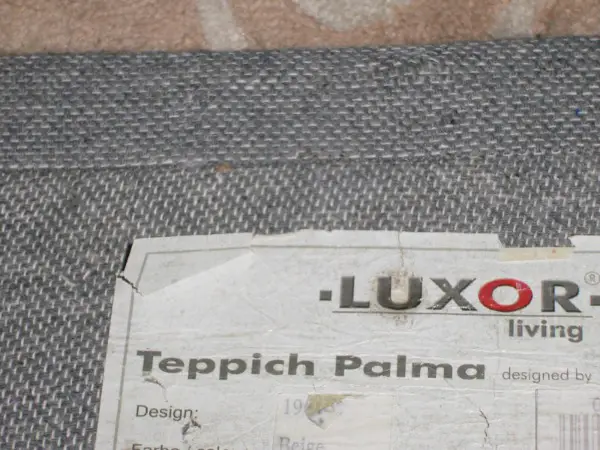 ·LUXOR·®
living
Teppich Palma designed by
Design:
Beige